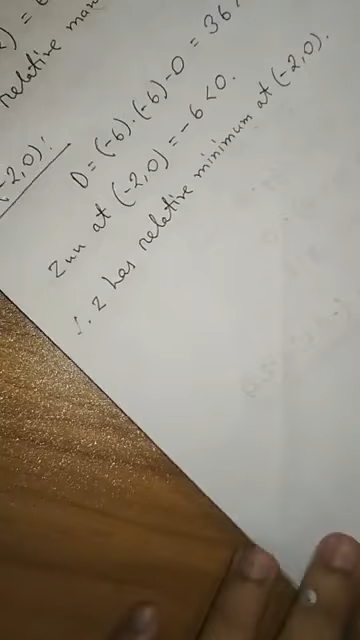 ) = 6
relative max
(-2,0):
D = (-6).(-6)-0 = 36
Zxx at (-2,0) = -6 < 0.
∴ z has relative minimum at (-2,0).